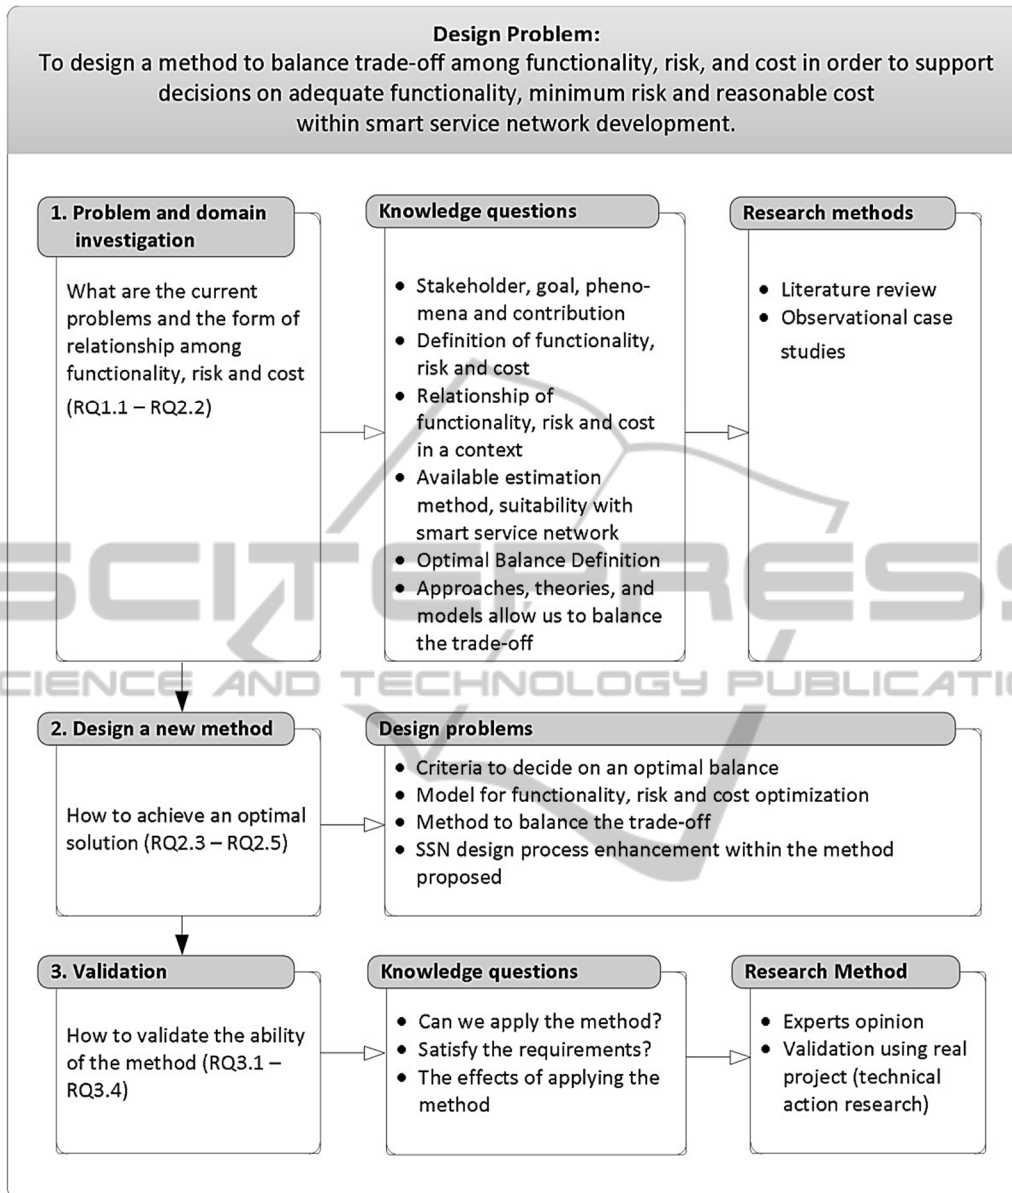 Design Problem:
To design a method to balance trade-off among functionality, risk, and cost in order to support
decisions on adequate functionality, minimum risk and reasonable cost
within smart service network development.
1. Problem and domain
investigation
What are the current
problems and the form of
relationship among
functionality, risk and cost
(RQ1.1 – RQ2.2)
Knowledge questions
• Stakeholder, goal, pheno-
mena and contribution
• Definition of functionality,
risk and cost
• Relationship of
functionality, risk and cost
in a context
• Available estimation
method, suitability with
smart service network
• Optimal Balance Definition
• Approaches, theories, and
models allow us to balance
the trade-off
Research methods
• Literature review
• Observational case
studies
SCITEPRESS
SCIENCE AND TECHNOLOGY PUBLICATIO
2. Design a new method
How to achieve an optimal
solution (RQ2.3 – RQ2.5)
Design problems
• Criteria to decide on an optimal balance
• Model for functionality, risk and cost optimization
• Method to balance the trade-off
• SSN design process enhancement within the method
proposed
3. Validation
How to validate the ability
of the method (RQ3.1 –
RQ3.4)
Knowledge questions
• Can we apply the method?
• Satisfy the requirements?
• The effects of applying the
method
Research Method
• Experts opinion
• Validation using real
project (technical
action research)